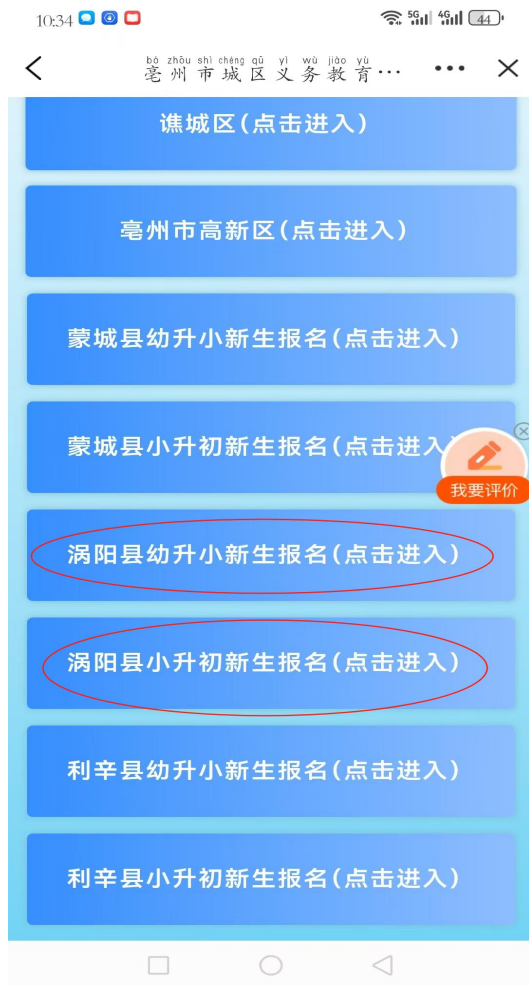 10:34 5G 4G 44
bó zhōu shì chéng qū yì wù jiào yù
亳州市城区义务教育…
谯城区(点击进入)
亳州市高新区(点击进入)
蒙城县幼升小新生报名(点击进入)
蒙城县小升初新生报名(点击进入
我要评价
涡阳县幼升小新生报名(点击进入)
涡阳县小升初新生报名(点击进入)
利辛县幼升小新生报名(点击进入)
利辛县小升初新生报名(点击进入)